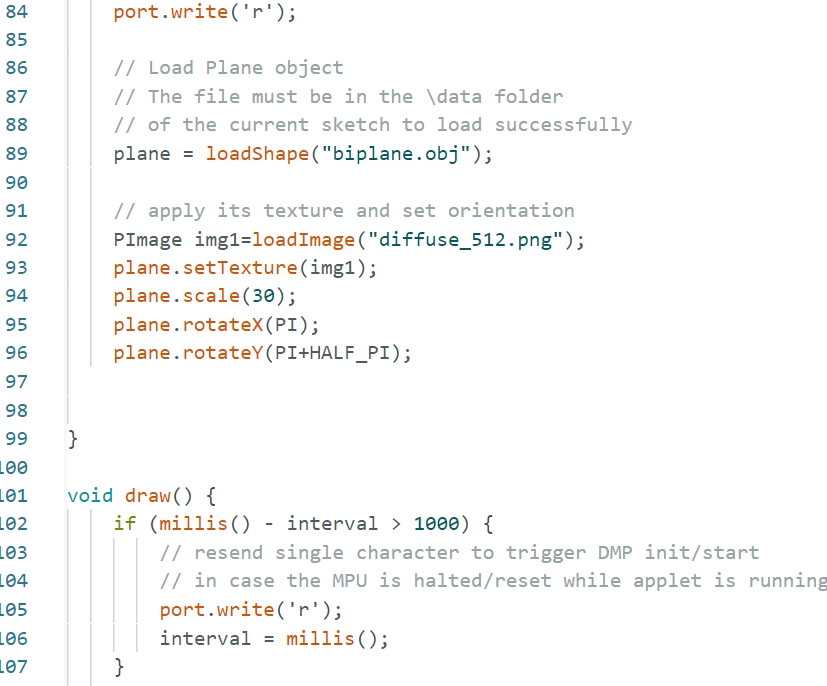 84 port.write('r');
85
86 // Load Plane object
87 // The file must be in the \data folder
88 // of the current sketch to load successfully
89 plane = loadShape("biplane.obj");
90
91 // apply its texture and set orientation
92 PImage img1=loadImage("diffuse_512.png");
93 plane.setTexture(img1);
94 plane.scale(30);
95 plane.rotateX(PI);
96 plane.rotateY(PI+HALF_PI);
97
98
99 }
100
101 void draw() {
102 if (millis() - interval > 1000) {
103 // resend single character to trigger DMP init/start
104 // in case the MPU is halted/reset while applet is running
105 port.write('r');
106 interval = millis();
107 }